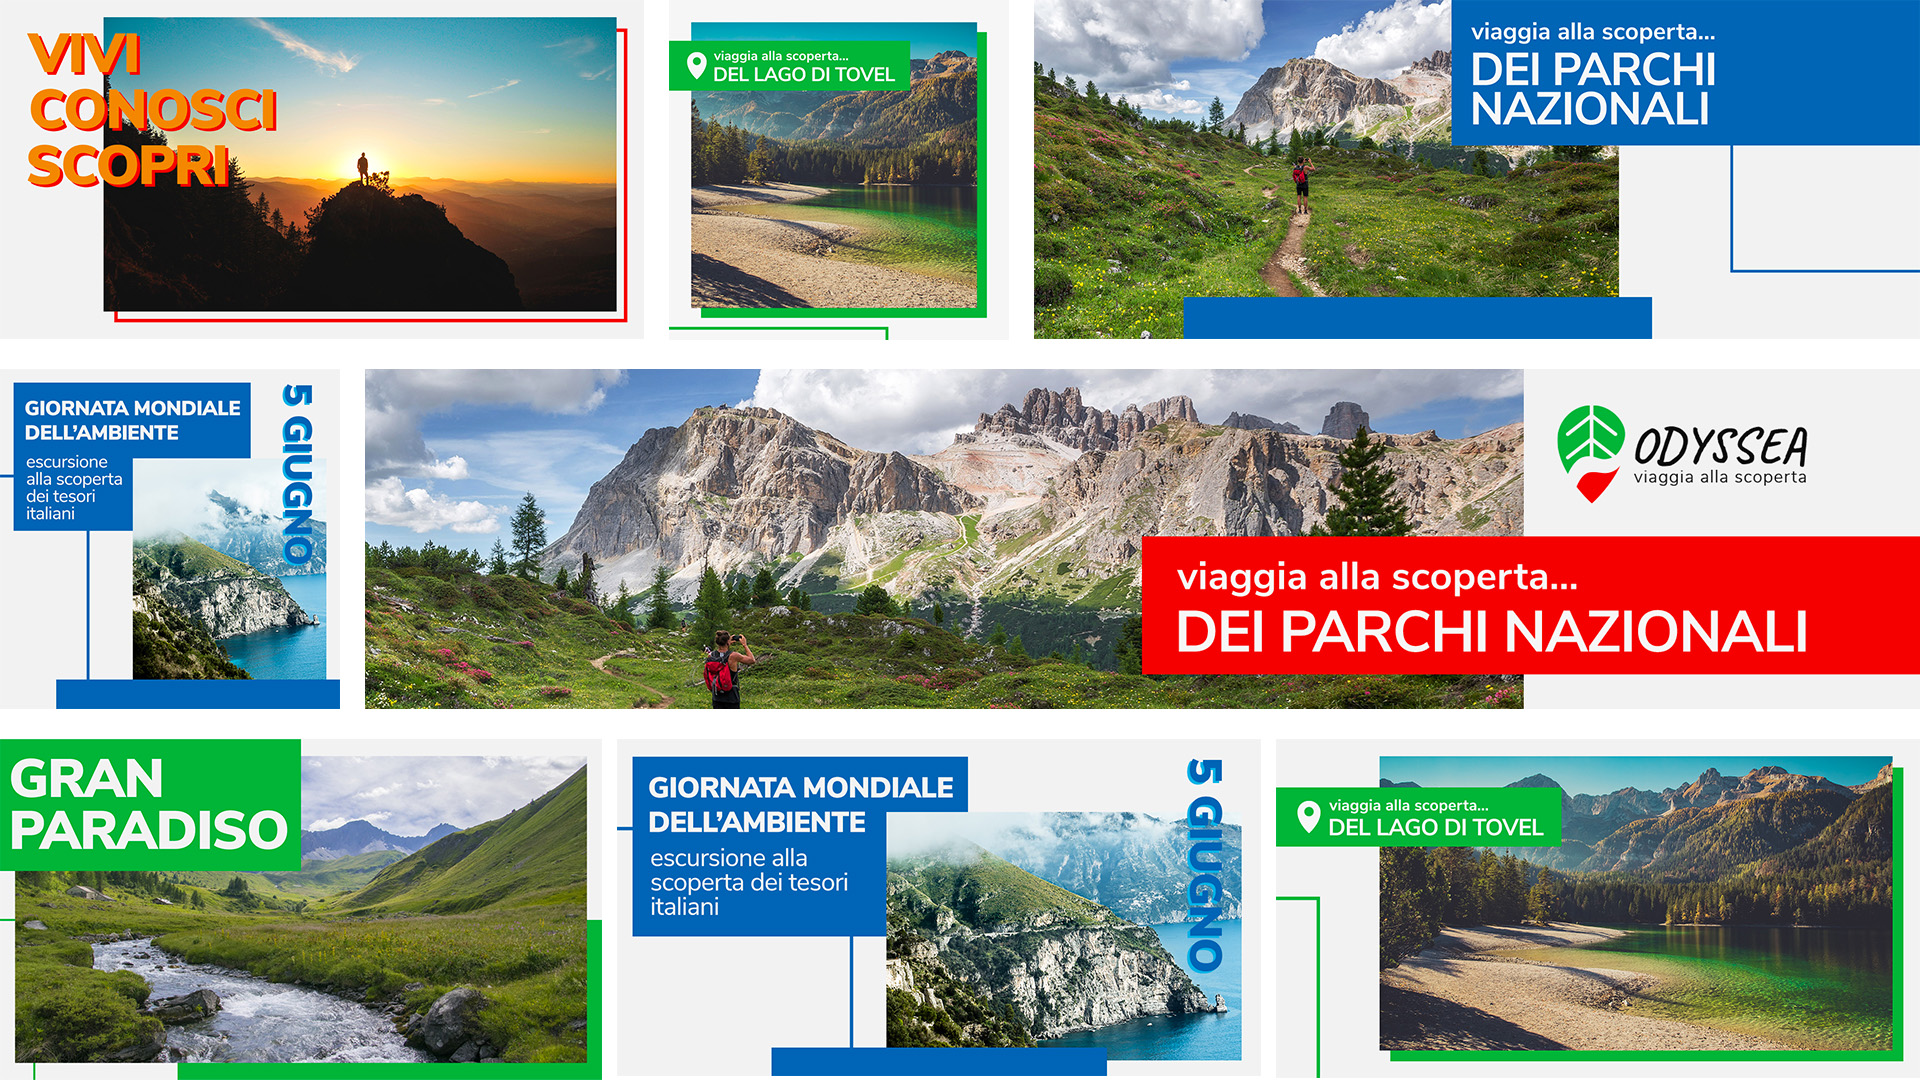 VIVI
CONOSCI
SCOPRI
viaggia alla scoperta...
DEL LAGO DI TOVEL
viaggia alla scoperta...
DEI PARCHI
NAZIONALI
GIORNATA MONDIALE
DELL'AMBIENTE
escursione
alla scoperta
dei tesori
italiani
5 GIUGNO
ODYSSEA
viaggia alla scoperta
viaggia alla scoperta...
DEI PARCHI NAZIONALI
GRAN
PARADISO
GIORNATA MONDIALE
DELL'AMBIENTE
escursione alla
scoperta dei tesori
italiani
5 GIUGNO
viaggia alla scoperta...
DEL LAGO DI TOVEL